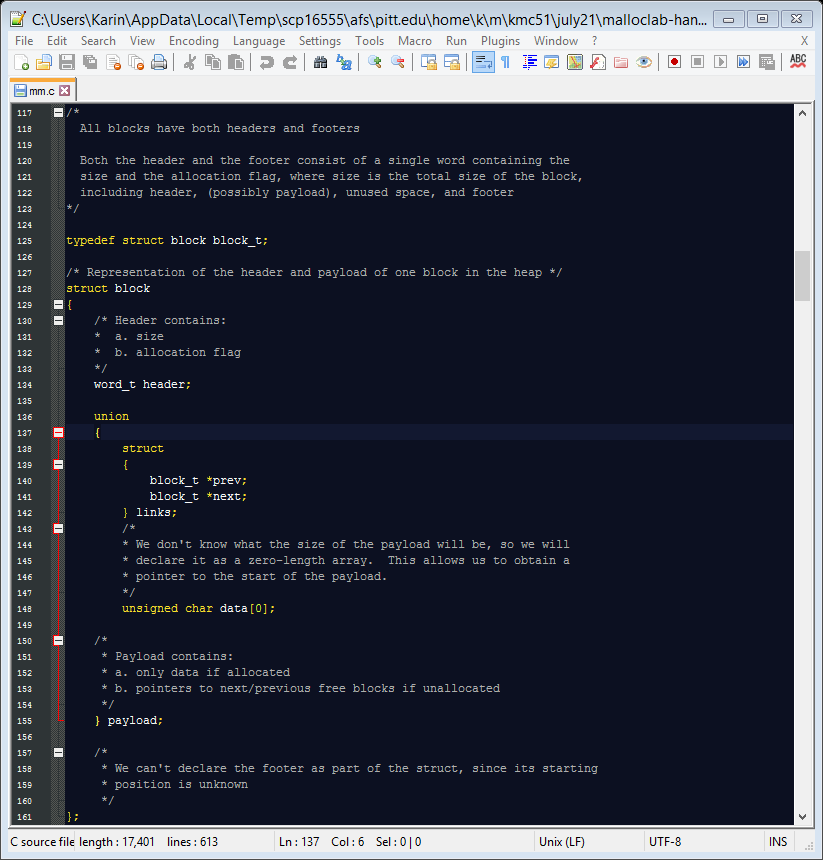 C:\Users\Karin\AppData\Local\Temp\scp16555\afs\pitt.edu\home\k\m\kmc51\july21\malloclab-han...
File Edit Search View Encoding Language Settings Tools Macro Run Plugins Window ? X
ABC
mm.c
117 /*
118 All blocks have both headers and footers
119
120 Both the header and the footer consist of a single word containing the
121 size and the allocation flag, where size is the total size of the block,
122 including header, (possibly payload), unused space, and footer
123 */
124
125 typedef struct block block_t;
126
127 /* Representation of the header and payload of one block in the heap */
128 struct block
129 {
130 /* Header contains:
131 * a. size
132 * b. allocation flag
133 */
134 word_t header;
135
136 union
137 {
138 struct
139 {
140 block_t *prev;
141 block_t *next;
142 } links;
143 /*
144 * We don't know what the size of the payload will be, so we will
145 * declare it as a zero-length array.  This allows us to obtain a
146 * pointer to the start of the payload.
147 */
148 unsigned char data[0];
149
150 /*
151 * Payload contains:
152 * a. only data if allocated
153 * b. pointers to next/previous free blocks if unallocated
154 */
155 } payload;
156
157 /*
158 * We can't declare the footer as part of the struct, since its starting
159 * position is unknown
160 */
161 };
C source file length : 17,401 lines : 613 Ln : 137 Col : 6 Sel : 0 | 0 Unix (LF) UTF-8 INS